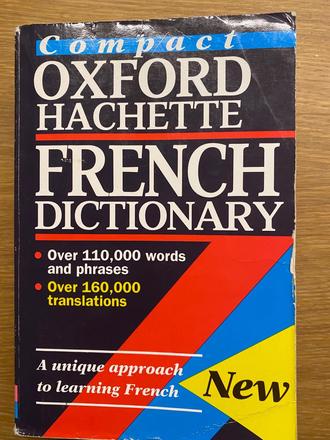 Compact
OXFORD
HACHETTE
FRENCH
DICTIONARY
• Over 110,000 words
and phrases
• Over 160,000
translations
A unique approach
to learning French
New